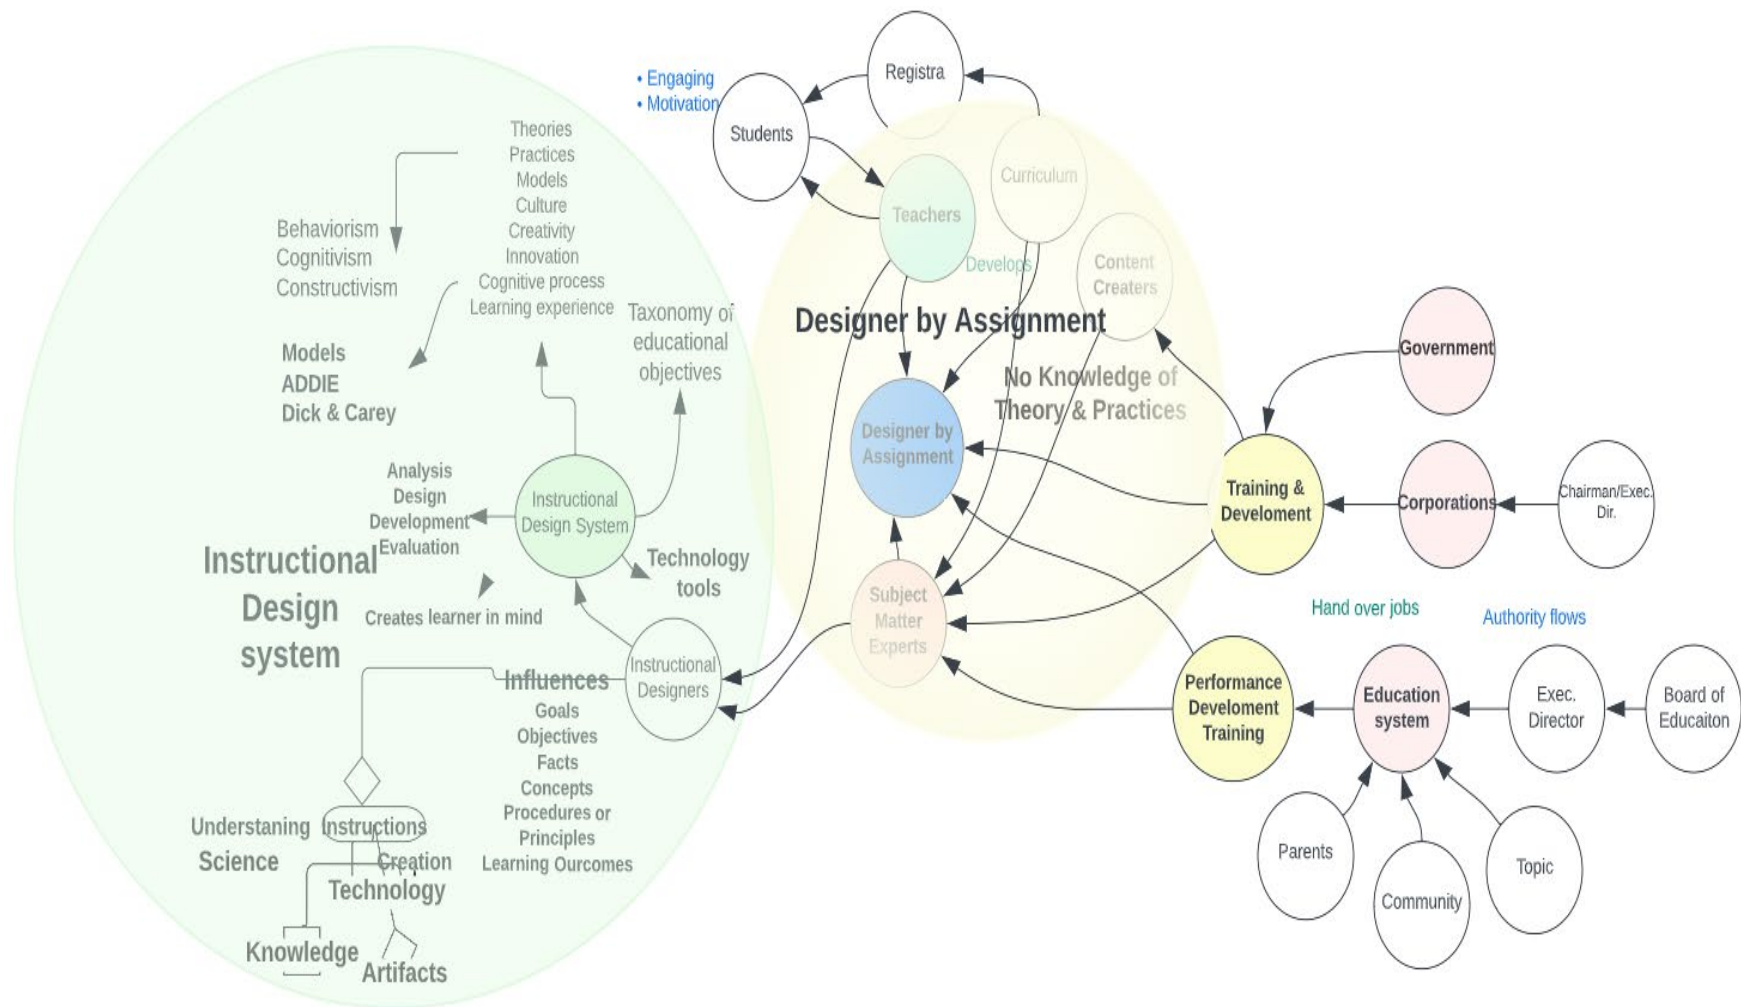 • Engaging
• Motivation
Registra
Students
Theories
Practices
Models
Culture
Creativity
Innovation
Cognitive process
Learning experience
Behaviorism
Cognitivism
Constructivism
Models
ADDIE
Dick & Carey
Taxonomy of
educational
objectives
Analysis
Design
Development
Evaluation
Instructional
Design System
Technology
tools
Creates learner in mind
Instructional
Design
system
Instructional
Designers
Influences
Goals
Objectives
Facts
Concepts
Procedures or
Principles
Learning Ourcomes
Understaning
Instructions
Science
Creation
Technology
Knowledge
Artifacts
Teachers
Curriculum
Develops
Content
Creaters
Designer by Assignment
No Knowledge of
Theory & Practices
Designer by
Assignment
Subject
Matter
Experts
Government
Training &
Develoment
Corporations
Chairman/Exec.
Dir.
Hand over jobs
Authority flows
Performance
Develoment
Training
Education
system
Exec.
Director
Board of
Educaiton
Parents
Community
Topic